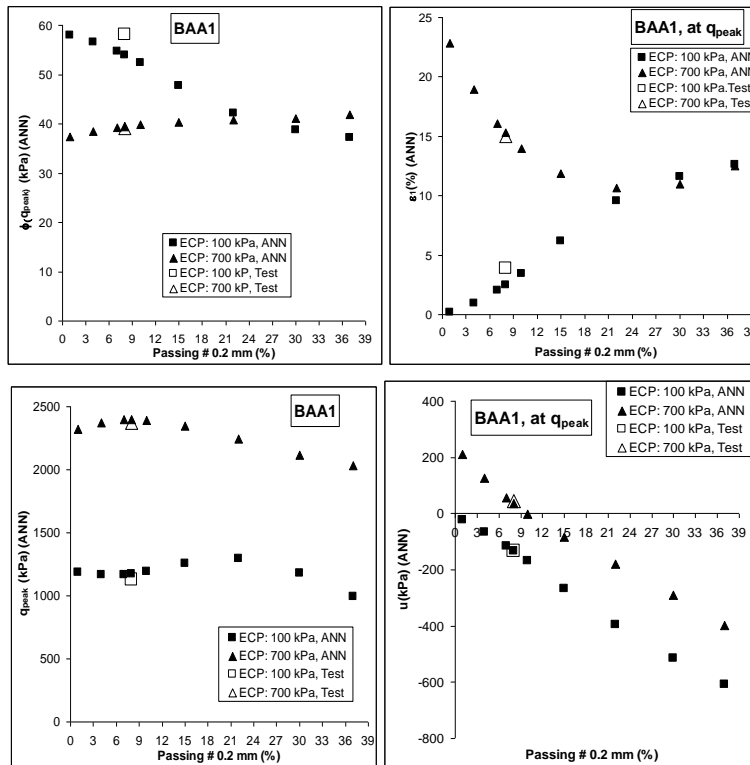 BAA1
ϕ(qpeak) (kPa) (ANN)
60
50
40
30
20
10
0
ECP: 100 kPa, ANN
ECP: 700 kPa, ANN
ECP: 100 kP, Test
ECP: 700 kP, Test
0 3 6 9 12 15 18 21 24 27 30 33 36 39
Passing # 0.2 mm (%)
BAA1, at qpeak
ε1(%) (ANN)
25
20
15
10
5
0
ECP: 100 kPa, ANN
ECP: 700 kPa, ANN
ECP: 100 kPa.Test
ECP: 700 kPa, Test
0 3 6 9 12 15 18 21 24 27 30 33 36 39
Passing # 0.2 mm (%)
BAA1
qpeak (kPa) (ANN)
2500
2000
1500
1000
500
0
ECP: 100 kPa, ANN
ECP: 700 kPa, ANN
ECP: 100 kPa, Test
ECP: 700 kPa, Test
0 3 6 9 12 15 18 21 24 27 30 33 36 39
Passing # 0.2 mm (%)
BAA1, at qpeak
ECP: 100 kPa, ANN
ECP: 700 kPa, ANN
ECP: 100 kPa, Test
ECP: 700 kPa, Test
u(kPa) (ANN)
400
200
0
-200
-400
-600
-800
0 3 6 9 12 15 18 21 24 27 30 33 36 39
Passing # 0.2 mm (%)